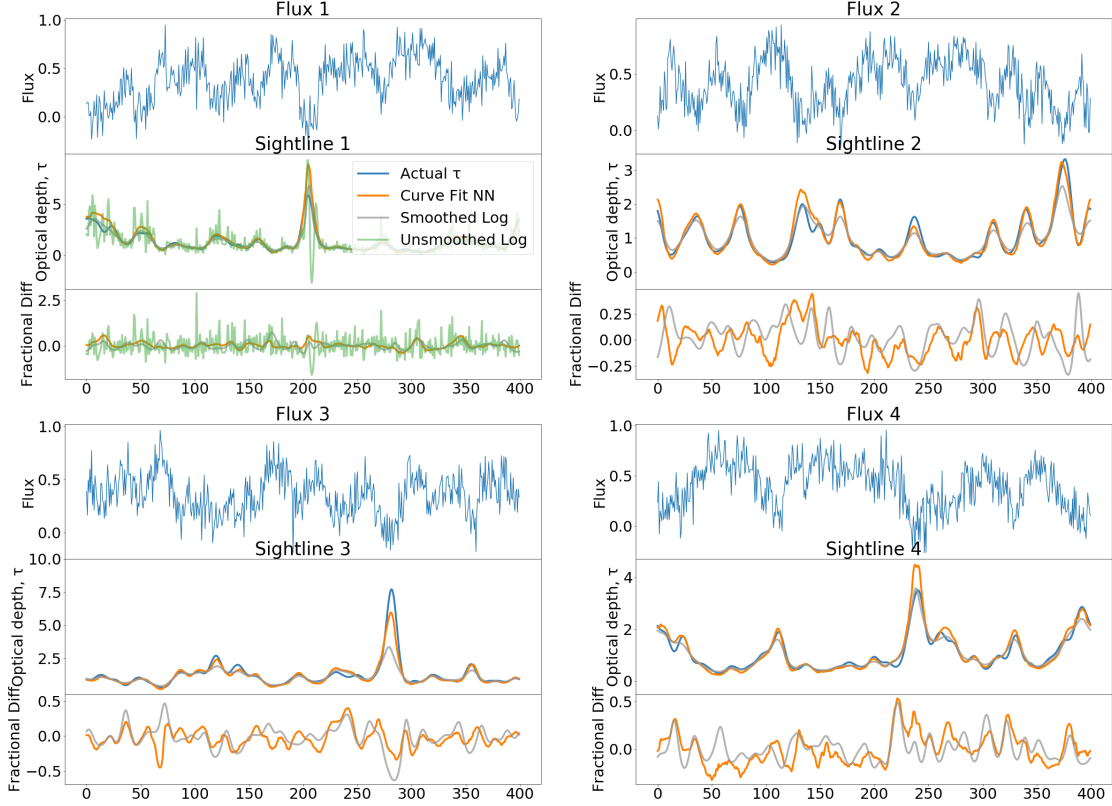 Flux 1
Flux
1.0
0.5
0.0
Sightline 1
Optical depth, τ
5
0
Actual τ
Curve Fit NN
Smoothed Log
Unsmoothed Log
Fractional Diff
2.5
0.0
0 50 100 150 200 250 300 350 400
Flux 2
Flux
0.5
0.0
Sightline 2
Optical depth, τ
3
2
1
0
Fractional Diff
0.25
0.00
−0.25
0 50 100 150 200 250 300 350 400
Flux 3
Flux
1.0
0.5
0.0
Sightline 3
Optical depth, τ
10.0
7.5
5.0
2.5
Fractional Diff
0.5
0.0
−0.5
0 50 100 150 200 250 300 350 400
Flux 4
Flux
1.0
0.5
0.0
Sightline 4
Optical depth, τ
4
2
0
Fractional Diff
0.5
0.0
0 50 100 150 200 250 300 350 400